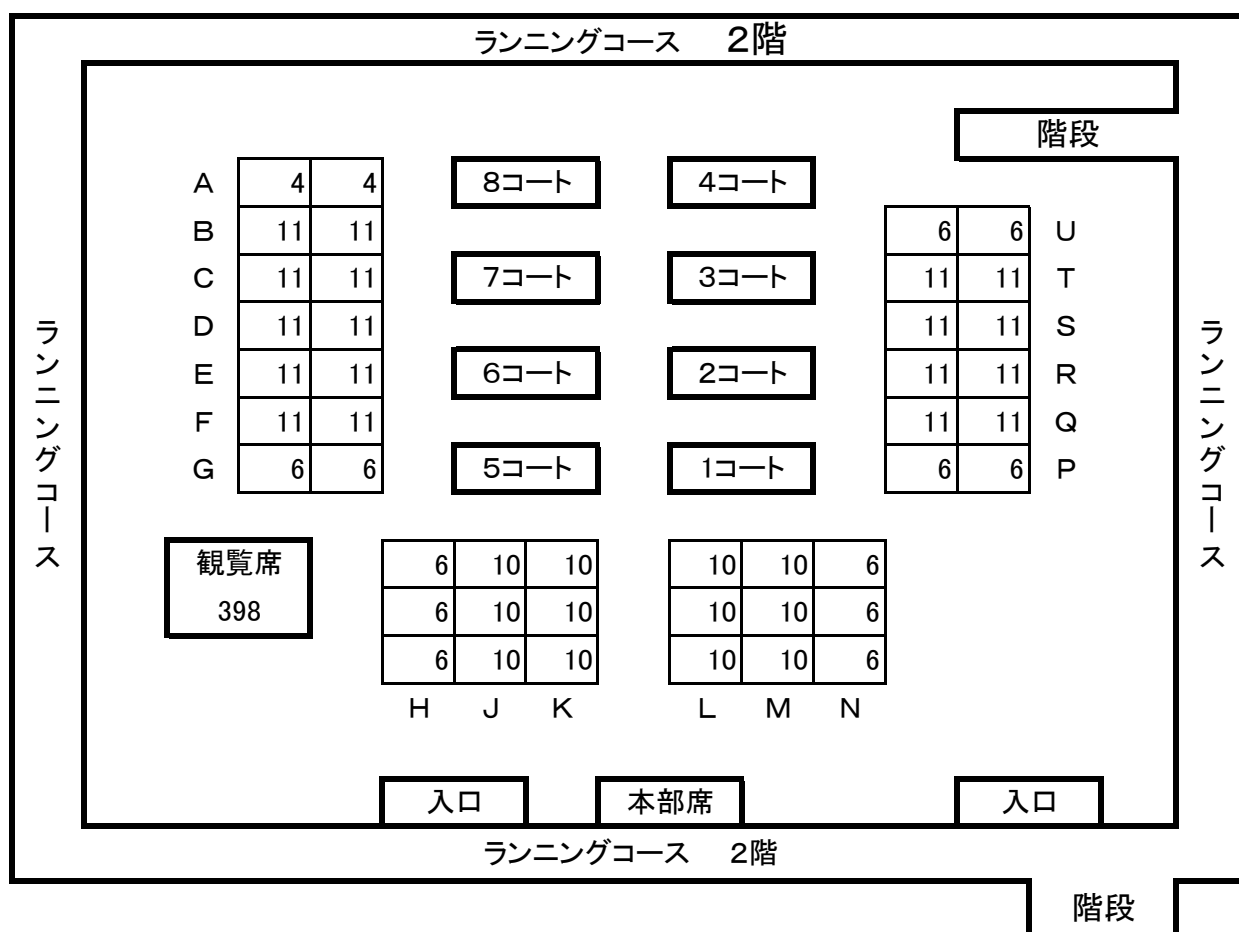 ランニングコース　2階
階段
A 4 4 8コート 4コート
B 11 11 6 6 U
C 11 11 7コート 3コート 11 11 T
D 11 11 11 11 S
E 11 11 6コート 2コート 11 11 R
F 11 11 11 11 Q
G 6 6 5コート 1コート 6 6 P
ランニングコース
ランニングコース
観覧席
398
6 10 10 10 10 6
6 10 10 10 10 6
6 10 10 10 10 6
H J K L M N
入口 本部席 入口
ランニングコース　2階
階段